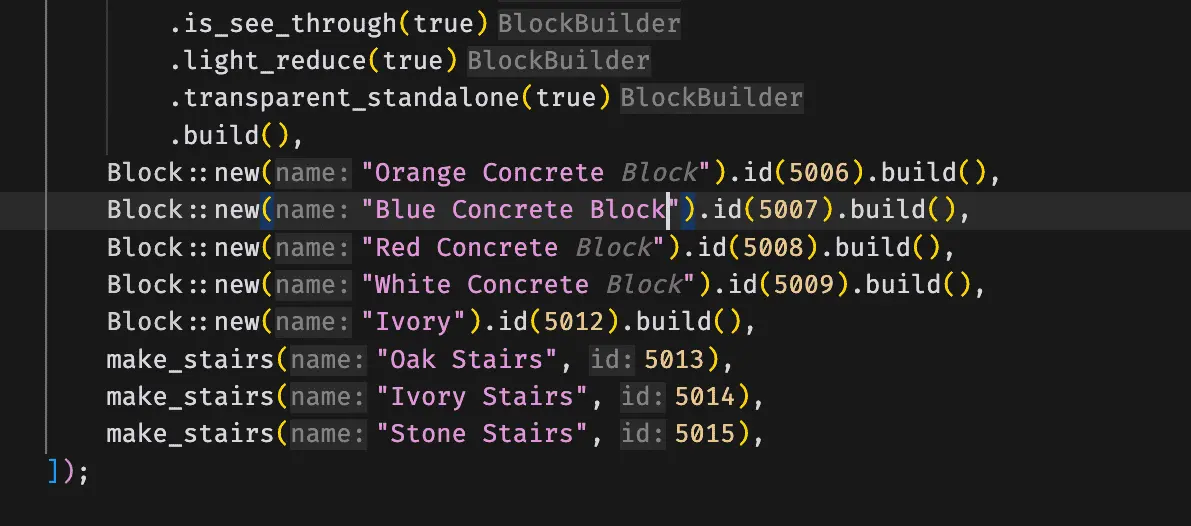 .is_see_through(true) BlockBuilder
.light_reduce(true) BlockBuilder
.transparent_standalone(true) BlockBuilder
.build(),
Block::new(name: "Orange Concrete Block").id(5006).build(),
Block::new(name: "Blue Concrete Block").id(5007).build(),
Block::new(name: "Red Concrete Block").id(5008).build(),
Block::new(name: "White Concrete Block").id(5009).build(),
Block::new(name: "Ivory").id(5012).build(),
make_stairs(name: "Oak Stairs", id: 5013),
make_stairs(name: "Ivory Stairs", id: 5014),
make_stairs(name: "Stone Stairs", id: 5015),
]);